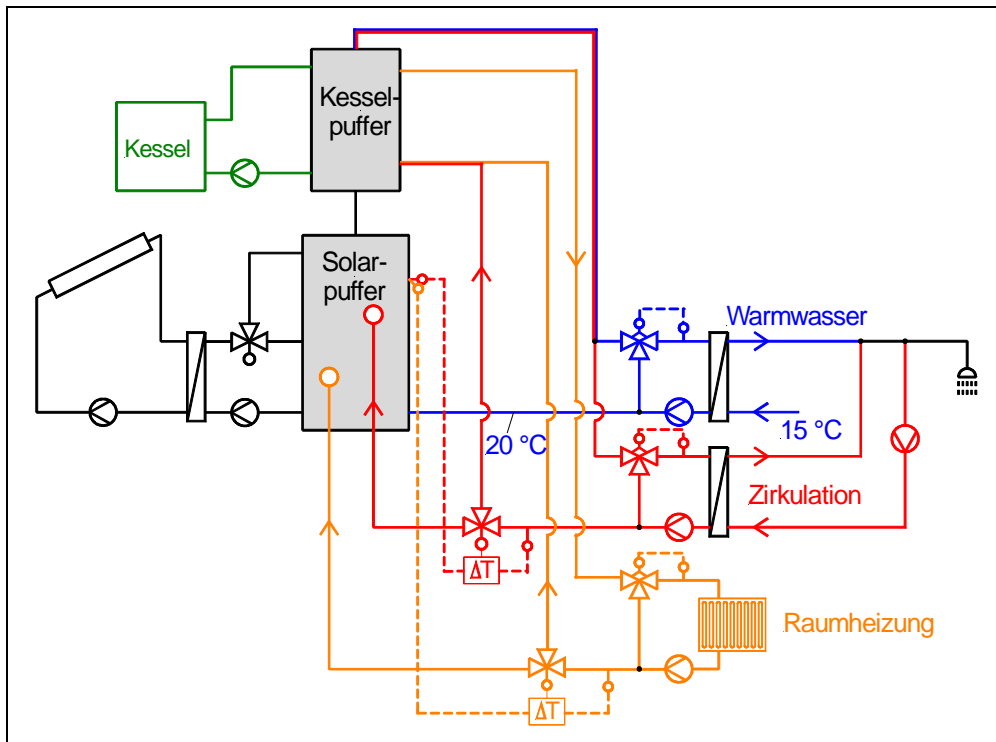 Kessel-
puffer
Kessel
Solar-
puffer
Warmwasser
20 °C
15 °C
Zirkulation
ΔT
Raumheizung
ΔT